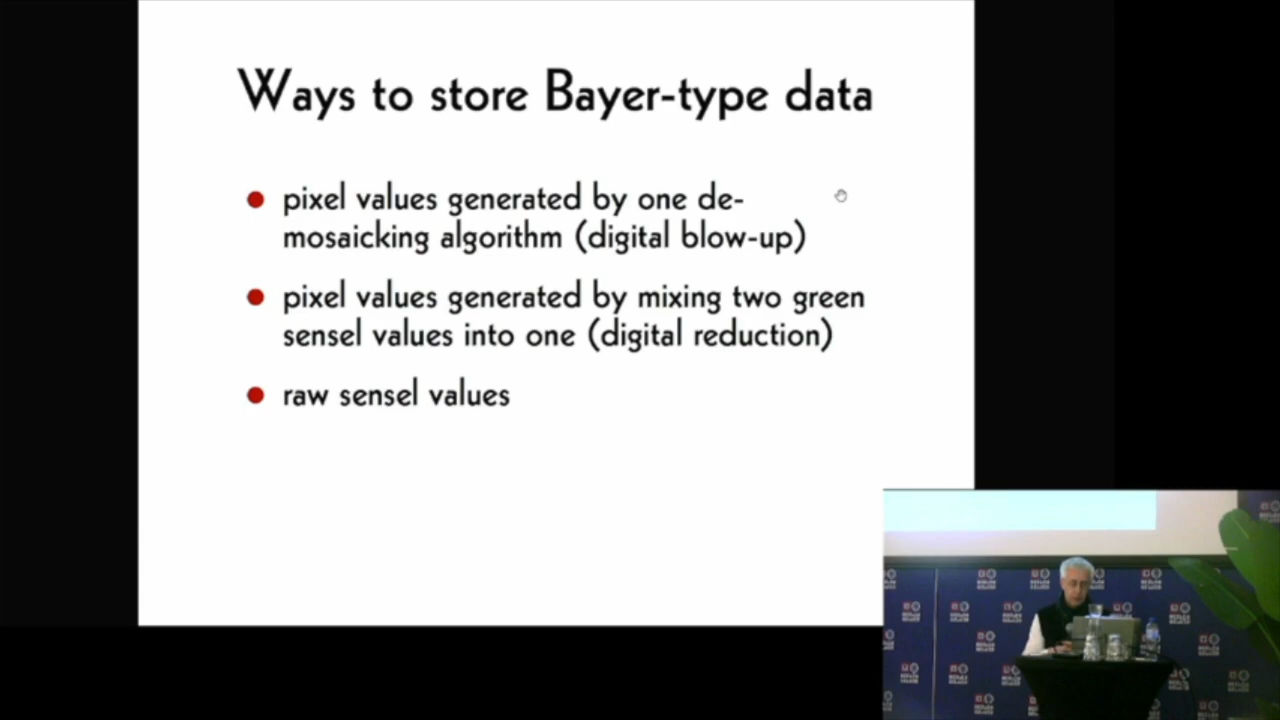 Ways to store Bayer-type data
pixel values generated by one de-
mosaicking algorithm (digital blow-up)
pixel values generated by mixing two green
sensel values into one (digital reduction)
raw sensel values